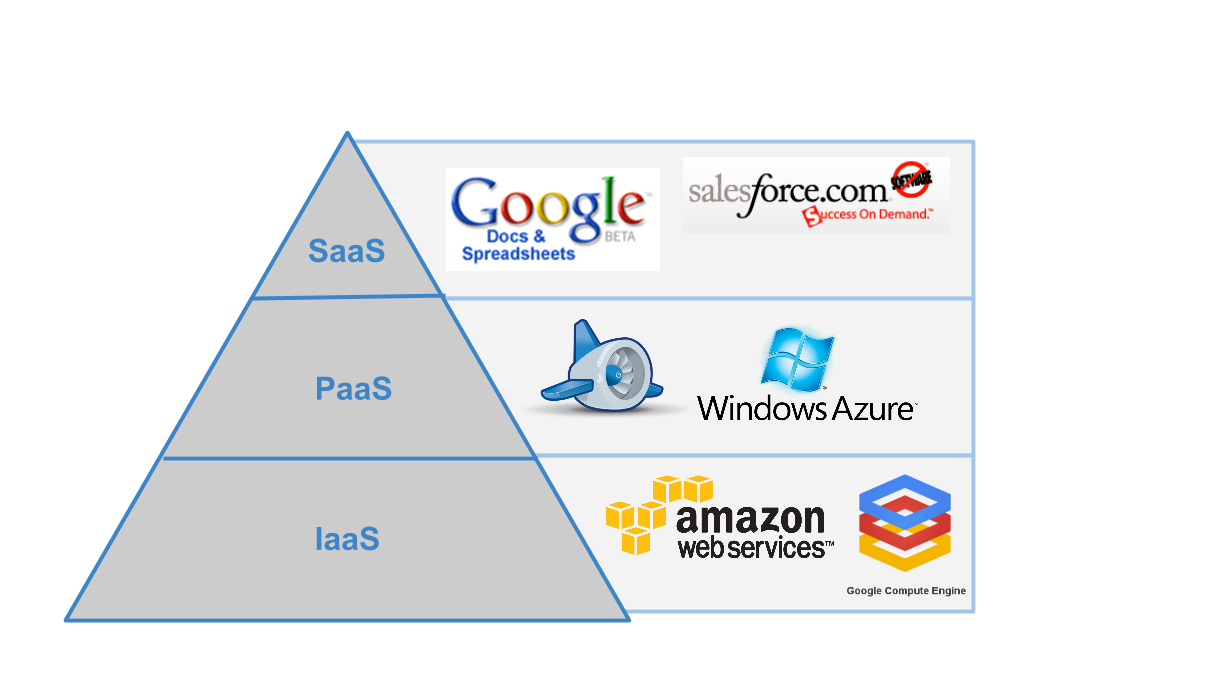 SaaS
Google™
Docs &
BETA
Spreadsheets
salesforce.com
SOFTWARE
Success On Demand.™
PaaS
Windows Azure™
IaaS
amazon
web services™
Google Compute Engine